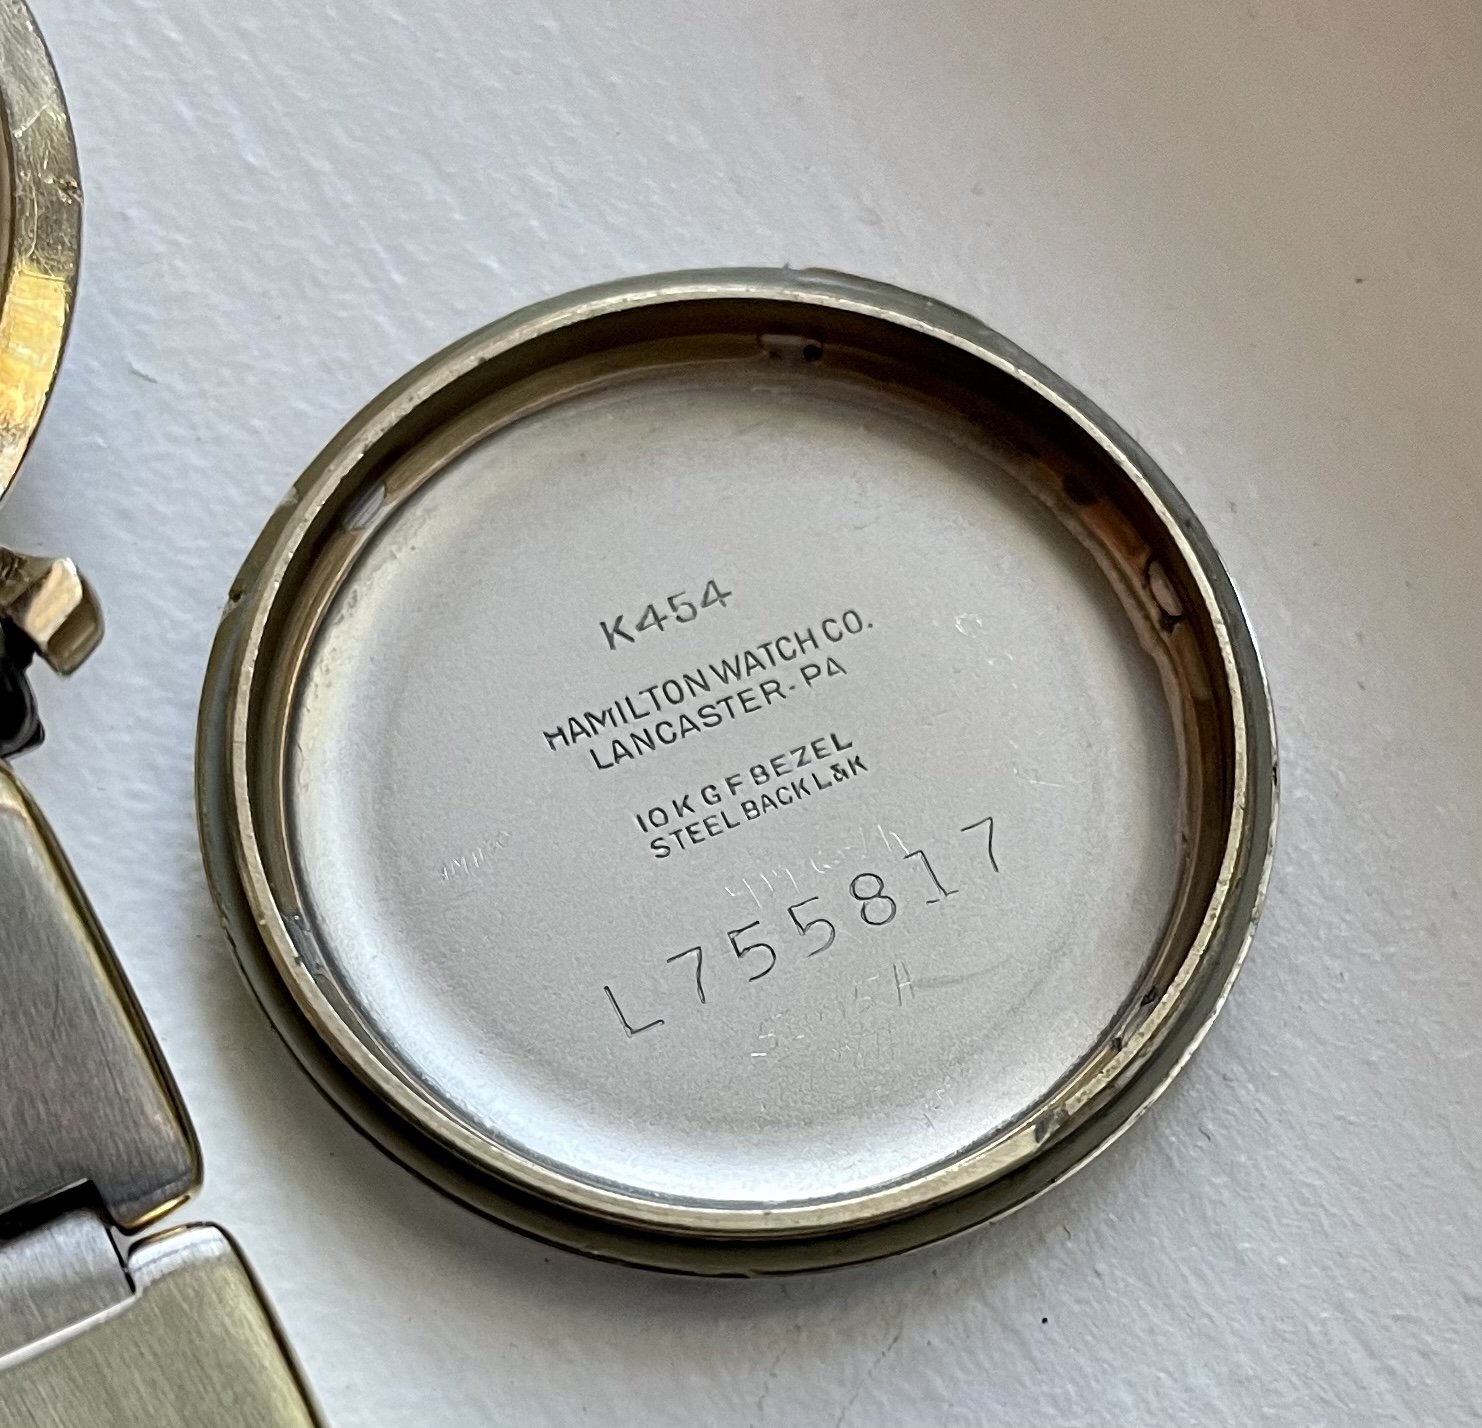 K454
HAMILTON WATCH CO.
LANCASTER-PA
10K G F BEZEL
STEEL BACK L&K
L755817